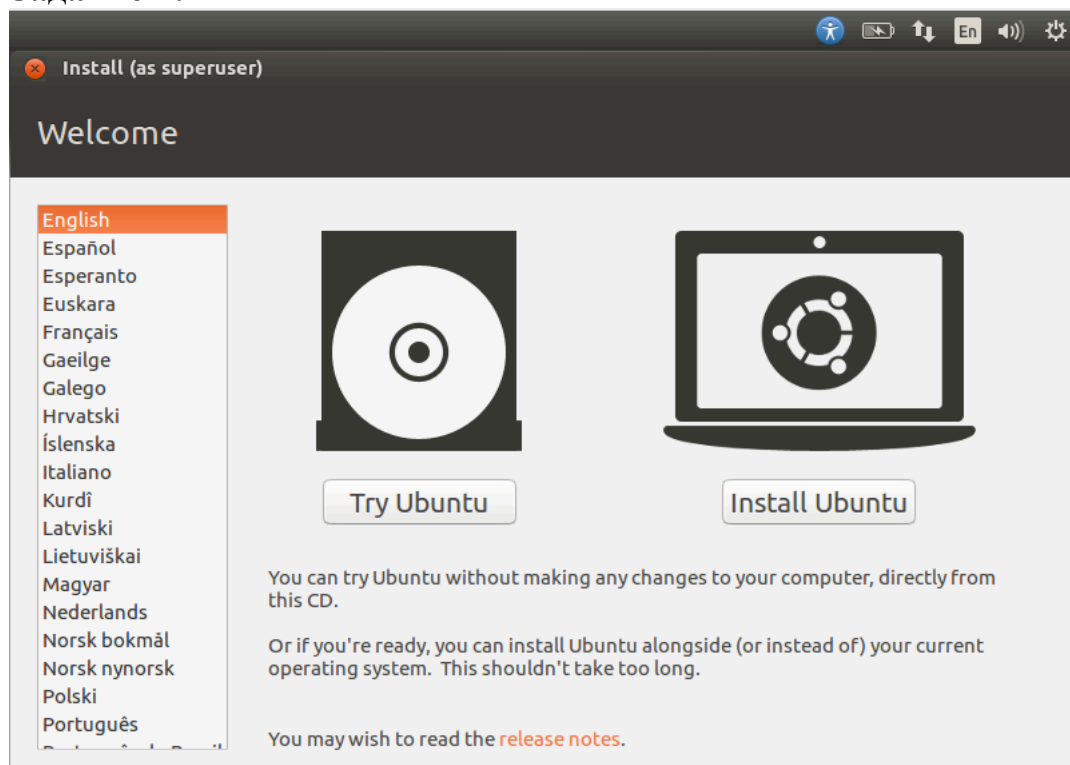 En
Install (as superuser)
Welcome
English
Español
Esperanto
Euskara
Français
Gaeilge
Galego
Hrvatski
Íslenska
Italiano
Kurdî
Latviski
Lietuviškai
Magyar
Nederlands
Norsk bokmål
Norsk nynorsk
Polski
Português
Try Ubuntu
Install Ubuntu
You can try Ubuntu without making any changes to your computer, directly from
this CD.
Or if you're ready, you can install Ubuntu alongside (or instead of) your current
operating system. This shouldn't take too long.
You may wish to read the release notes.